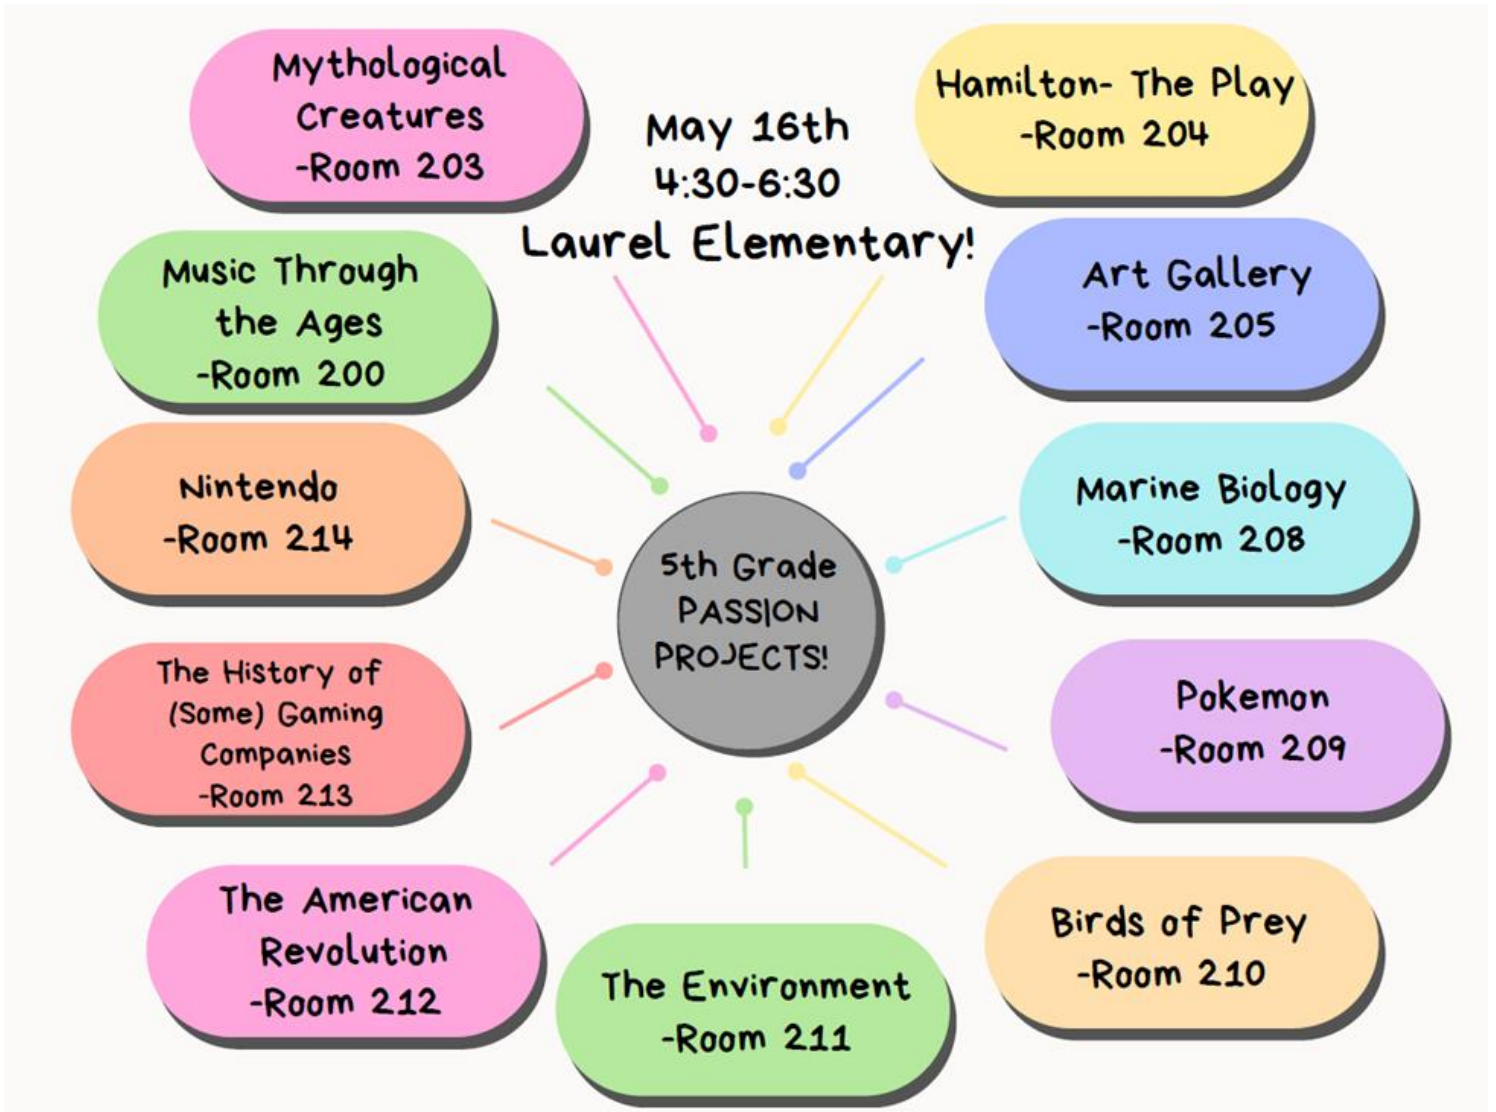 Mythological
Creatures
-Room 203
May 16th
4:30-6:30
Laurel Elementary!
Hamilton- The Play
-Room 204
Music Through
the Ages
-Room 200
Art Gallery
-Room 205
Nintendo
-Room 214
Marine Biology
-Room 208
5th Grade
PASSION
PROJECTS!
The History of
(Some) Gaming
Companies
-Room 213
Pokemon
-Room 209
The American
Revolution
-Room 212
The Environment
-Room 211
Birds of Prey
-Room 210